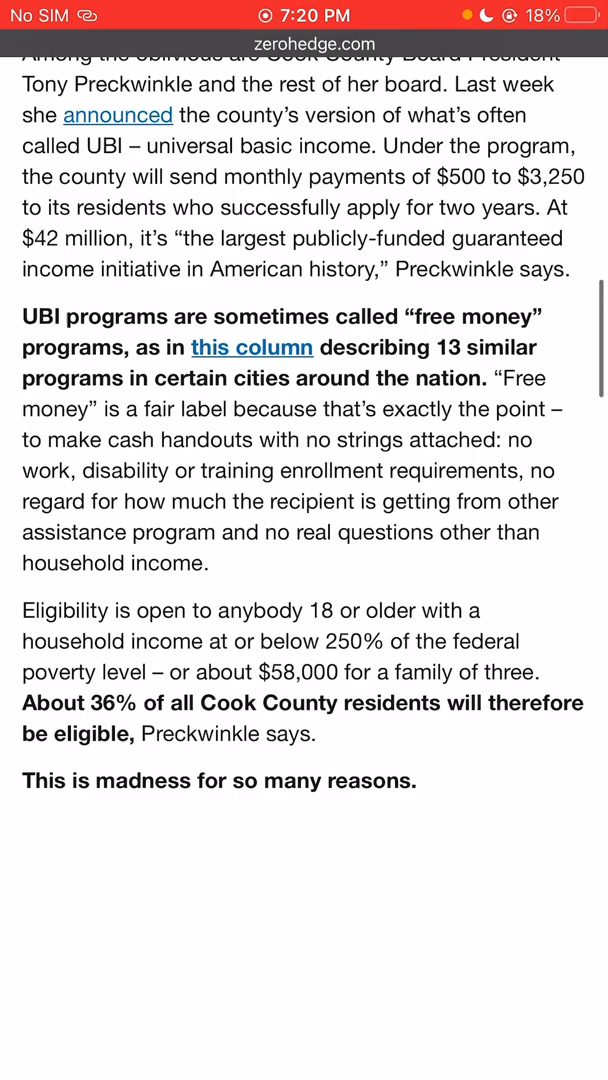 No SIM 7:20 PM 18%
zerohedge.com
Among the oblivious are Cook County Board President
Tony Preckwinkle and the rest of her board. Last week
she announced the county’s version of what’s often
called UBI – universal basic income. Under the program,
the county will send monthly payments of $500 to $3,250
to its residents who successfully apply for two years. At
$42 million, it’s “the largest publicly-funded guaranteed
income initiative in American history,” Preckwinkle says.
UBI programs are sometimes called “free money”
programs, as in this column describing 13 similar
programs in certain cities around the nation. “Free
money” is a fair label because that’s exactly the point –
to make cash handouts with no strings attached: no
work, disability or training enrollment requirements, no
regard for how much the recipient is getting from other
assistance program and no real questions other than
household income.
Eligibility is open to anybody 18 or older with a
household income at or below 250% of the federal
poverty level – or about $58,000 for a family of three.
About 36% of all Cook County residents will therefore
be eligible, Preckwinkle says.
This is madness for so many reasons.